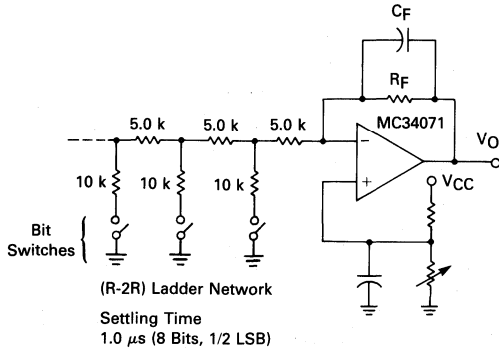 CF
RF
MC34071
5.0 k 5.0 k 5.0 k
−
+
VO
VCC
10 k 10 k 10 k
Bit
Switches
(R-2R) Ladder Network
Settling Time
1.0 μs (8 Bits, 1/2 LSB)